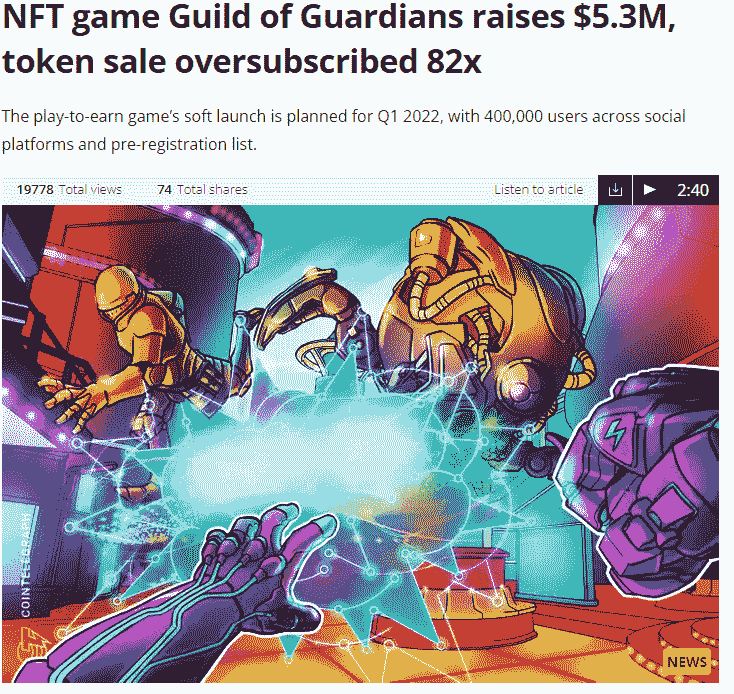 NFT game Guild of Guardians raises $5.3M,
token sale oversubscribed 82x
The play-to-earn game's soft launch is planned for Q1 2022, with 400,000 users across social
platforms and pre-registration list.
19778 Total views 74 Total shares Listen to article 2:40
COINTELEGRAPH
NEWS